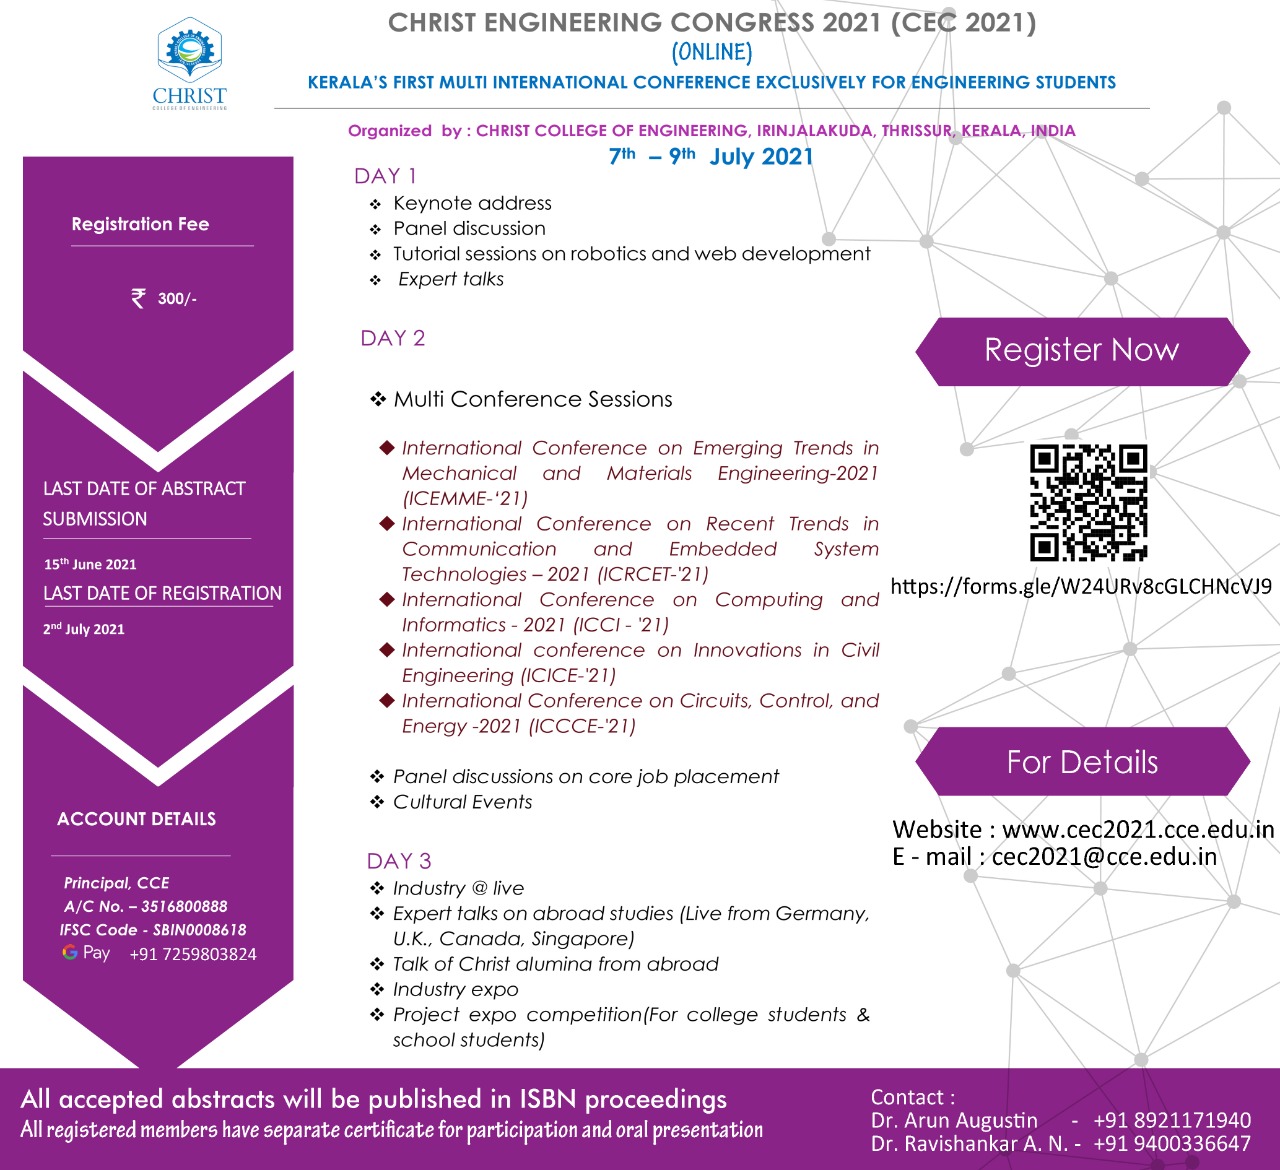 CHRIST ENGINEERING CONGRESS 2021 (CEC 2021)
(ONLINE)
KERALA'S FIRST MULTI INTERNATIONAL CONFERENCE EXCLUSIVELY FOR ENGINEERING STUDENTS
CHRIST
COLLEGE OF ENGINEERING
Organized by : CHRIST COLLEGE OF ENGINEERING, IRINJALAKUDA, THRISSUR, KERALA, INDIA
7th – 9th July 2021
Registration Fee
₹ 300/-
LAST DATE OF ABSTRACT
SUBMISSION
15th June 2021
LAST DATE OF REGISTRATION
2nd July 2021
ACCOUNT DETAILS
Principal, CCE
A/C No. – 3516800888
IFSC Code - SBIN0008618
G Pay +91 7259803824
DAY 1
❖ Keynote address
❖ Panel discussion
❖ Tutorial sessions on robotics and web development
❖ Expert talks
DAY 2
❖ Multi Conference Sessions
◆ International Conference on Emerging Trends in
Mechanical and Materials Engineering-2021
(ICEMME-‘21)
◆ International Conference on Recent Trends in
Communication and Embedded System
Technologies – 2021 (ICRCET-'21)
◆ International Conference on Computing and
Informatics - 2021 (ICCI - '21)
◆ International conference on Innovations in Civil
Engineering (ICICE-'21)
◆ International Conference on Circuits, Control, and
Energy -2021 (ICCCE-'21)
❖ Panel discussions on core job placement
❖ Cultural Events
DAY 3
❖ Industry @ live
❖ Expert talks on abroad studies (Live from Germany,
U.K., Canada, Singapore)
❖ Talk of Christ alumina from abroad
❖ Industry expo
❖ Project expo competition(For college students &
school students)
Register Now
https://forms.gle/W24URv8cGLCHNcVJ9
For Details
Website : www.cec2021.cce.edu.in
E - mail : cec2021@cce.edu.in
All accepted abstracts will be published in ISBN proceedings
All registered members have separate certificate for participation and oral presentation
Contact :
Dr. Arun Augustin - +91 8921171940
Dr. Ravishankar A. N. - +91 9400336647